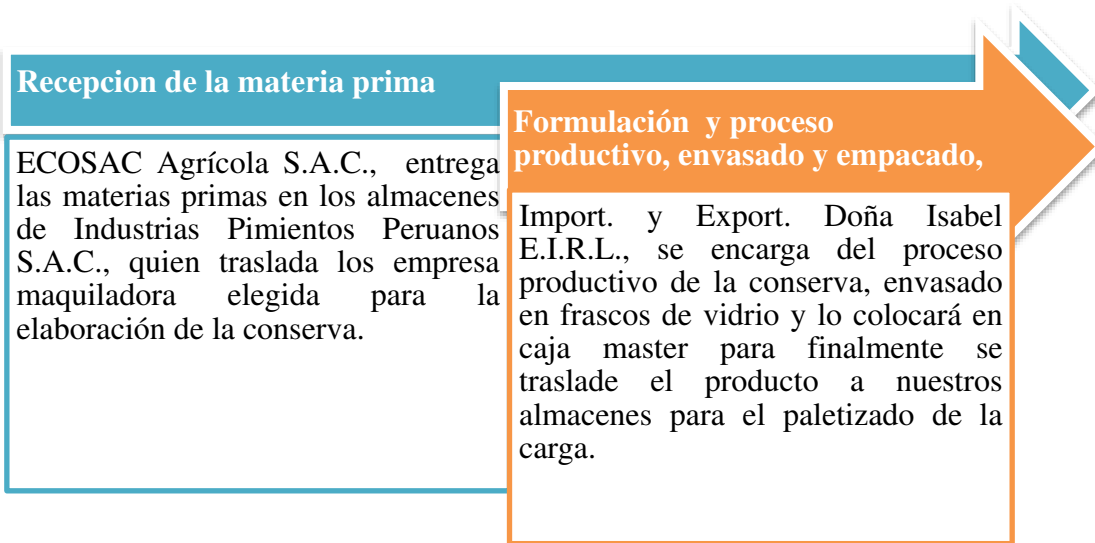 Recepcion de la materia prima
ECOSAC Agrícola S.A.C., entrega
las materias primas en los almacenes
de Industrias Pimientos Peruanos
S.A.C., quien traslada los empresa
maquiladora elegida para la
elaboración de la conserva.
Formulación y proceso
productivo, envasado y empacado,
Import. y Export. Doña Isabel
E.I.R.L., se encarga del proceso
productivo de la conserva, envasado
en frascos de vidrio y lo colocará en
caja master para finalmente se
traslade el producto a nuestros
almacenes para el paletizado de la
carga.